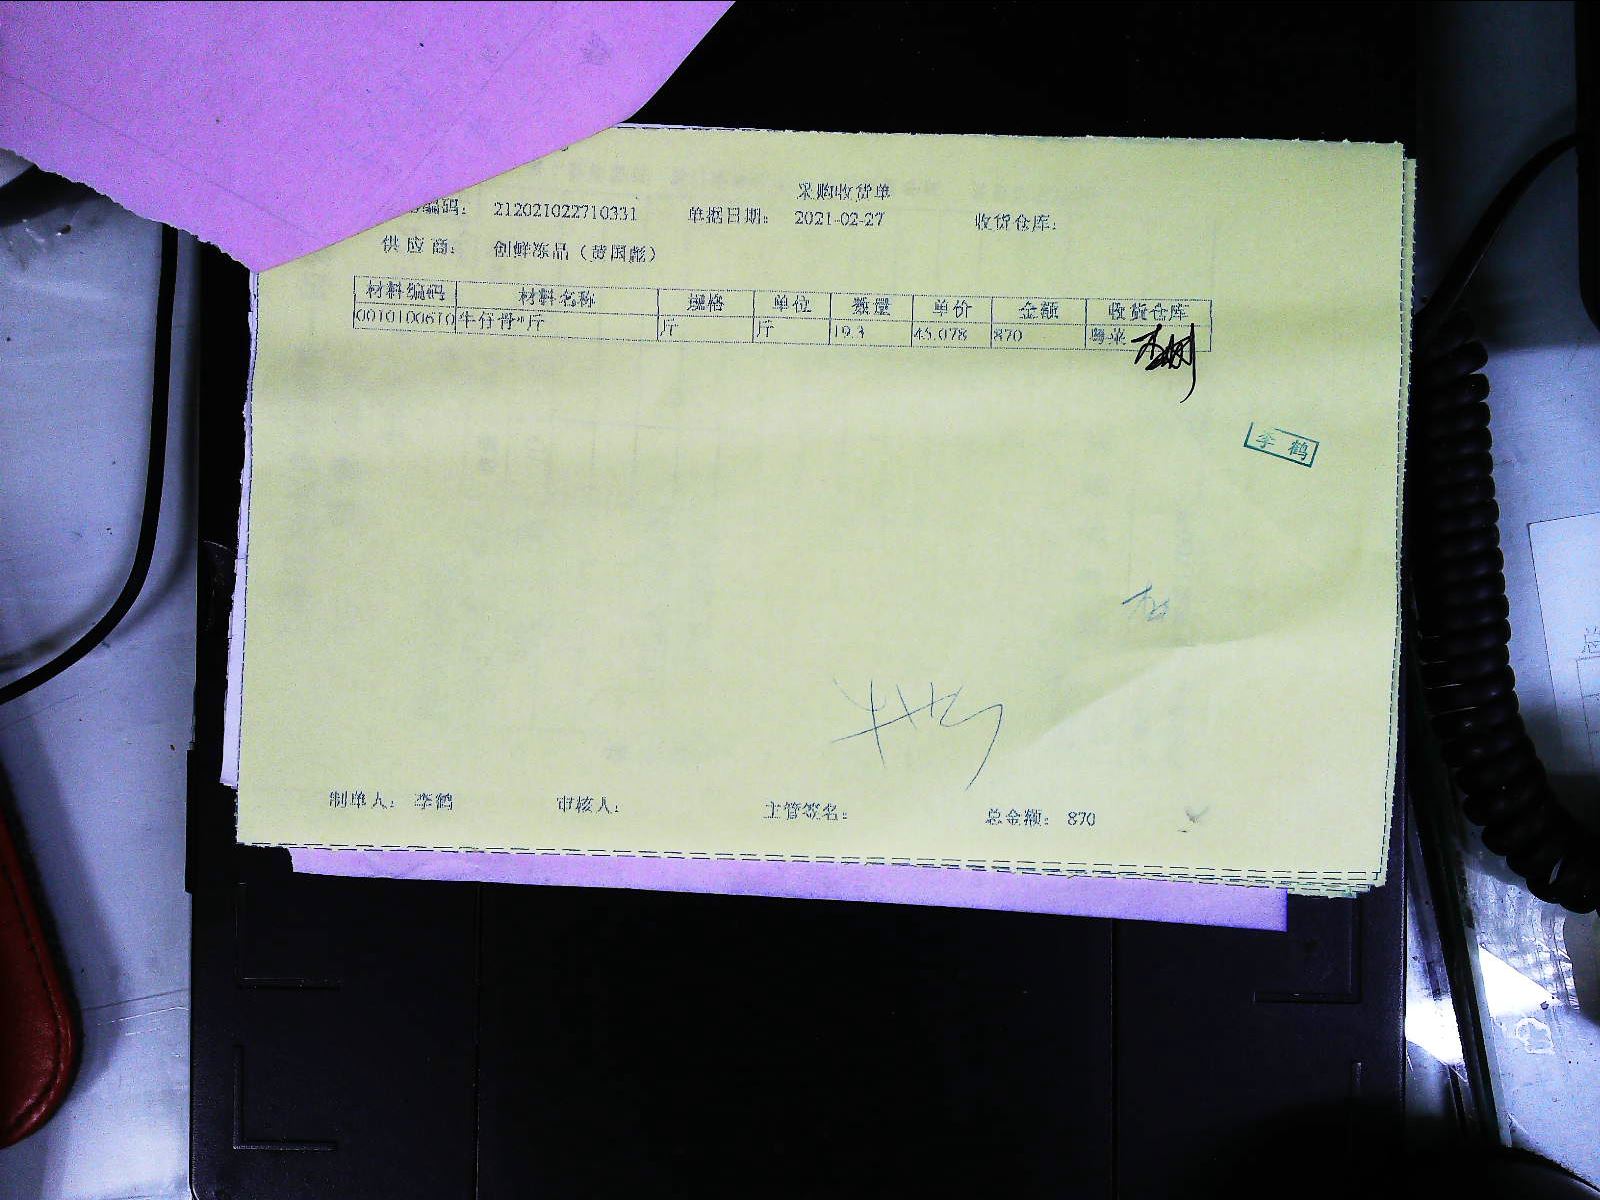 采购收货单
编码： 212021022710331 单据日期： 2021-02-27 收货仓库：
供应商： 创鲜冻品（黄国彪）
材料编码 材料名称 规格 单位 数量 单价 金额 收货仓库
0010100610 牛仔骨*斤 斤 斤 19.3 45.078 870 粤菜
李鹤
制单人： 李鹤 审核人： 主管签名： 总金额： 870